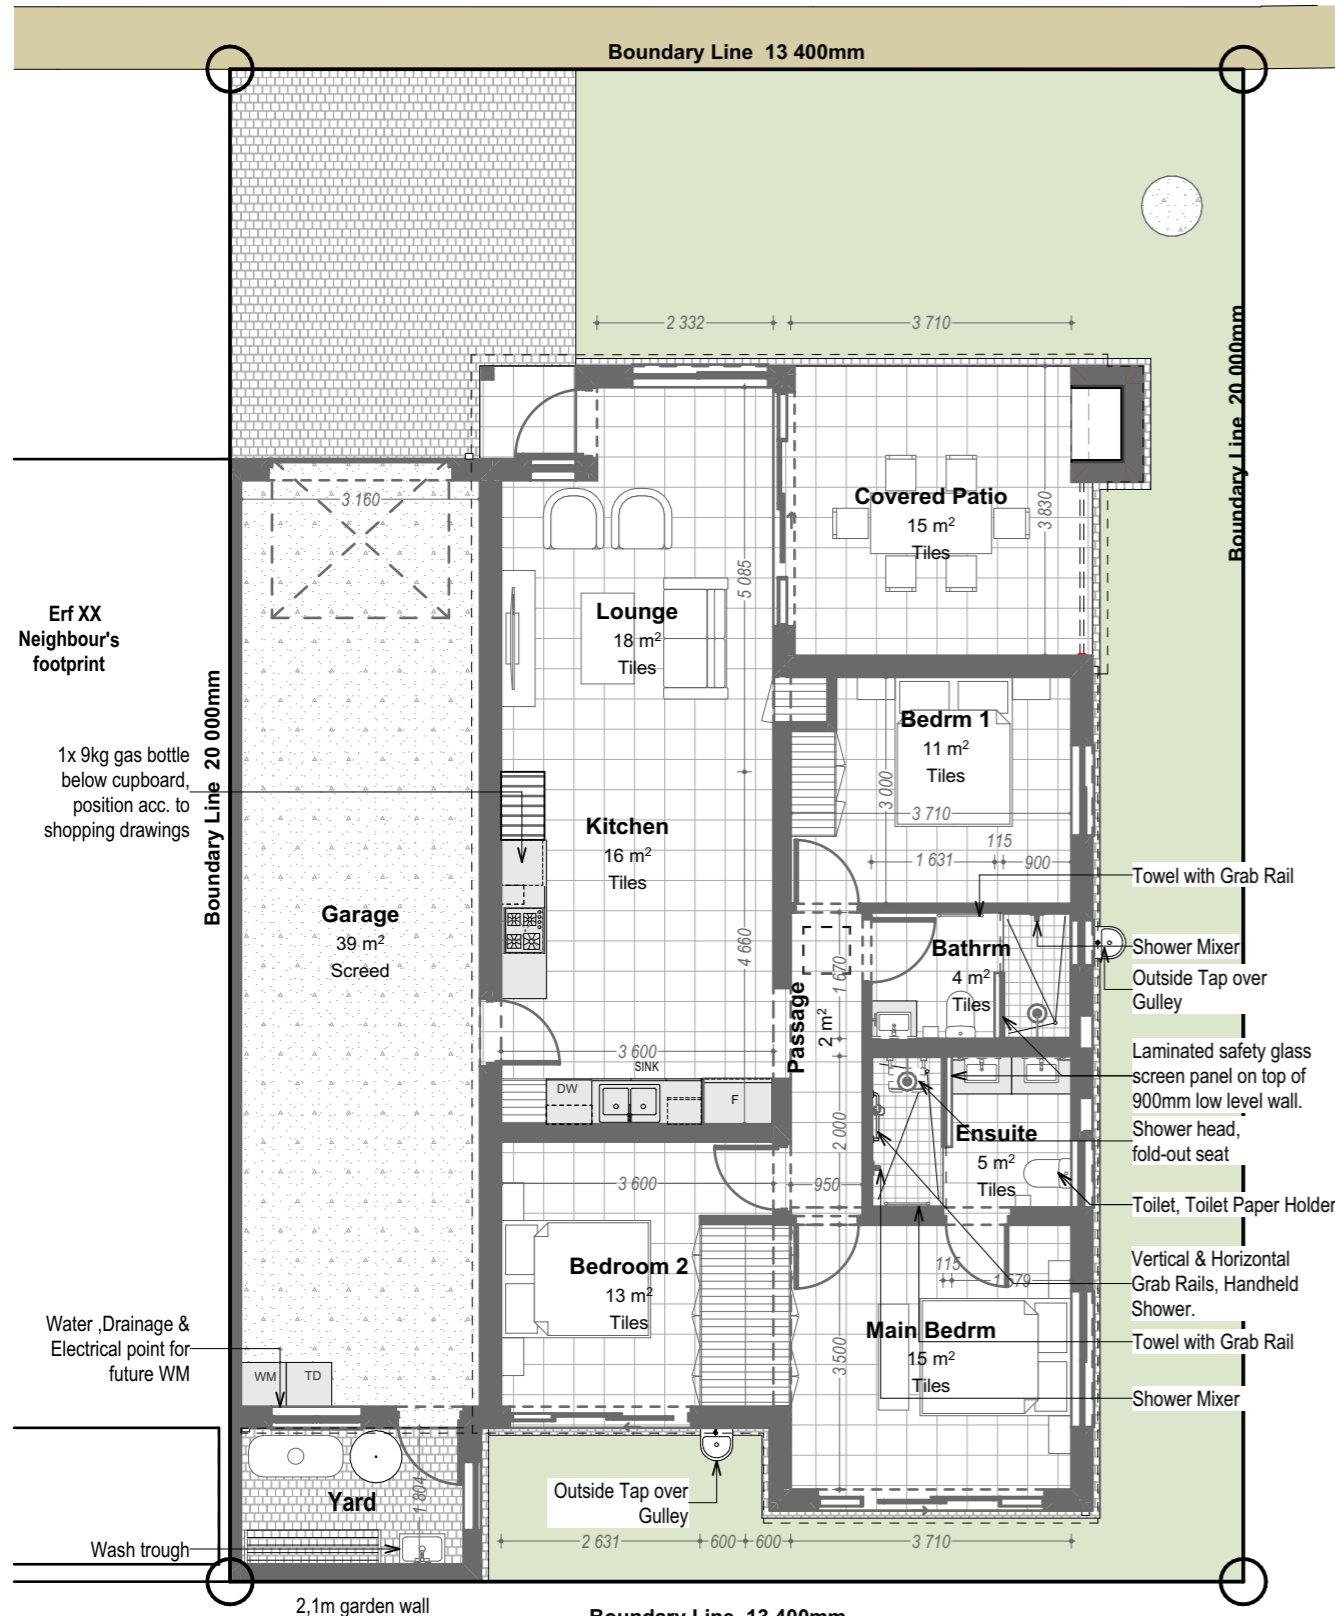 Boundary Line 13 400mm
2 332
3 710
Boundary Line 20 000mm
3 160
Covered Patio
15 m²
Tiles
3 830
5 085
Erf XX
Neighbour's
footprint
Lounge
18 m²
Tiles
Boundary Line 20 000mm
1x 9kg gas bottle
below cupboard,
position acc. to
shopping drawings
Bedrm 1
11 m²
Tiles
3 000
3 710
115
1 631
900
Kitchen
16 m²
Tiles
Towel with Grab Rail
Garage
39 m²
Screed
4 660
Bathrm
4 m²
Tiles
1 670
Shower Mixer
Outside Tap over
Gulley
Passage
2 m²
3 600
SINK
DW
F
Laminated safety glass
screen panel on top of
900mm low level wall.
Shower head,
fold-out seat
2 000
Ensuite
5 m²
Tiles
3 600
950
Toilet, Toilet Paper Holder
Bedroom 2
13 m²
Tiles
115
1 579
Vertical & Horizontal
Grab Rails, Handheld
Shower.
Water ,Drainage &
Electrical point for
future WM
Main Bedrm
15 m²
Tiles
3 500
Towel with Grab Rail
WM
TD
Shower Mixer
Yard
1 804
Outside Tap over
Gulley
Wash trough
2 631
600
600
3 710
2,1m garden wall
Boundary Line 13 400mm